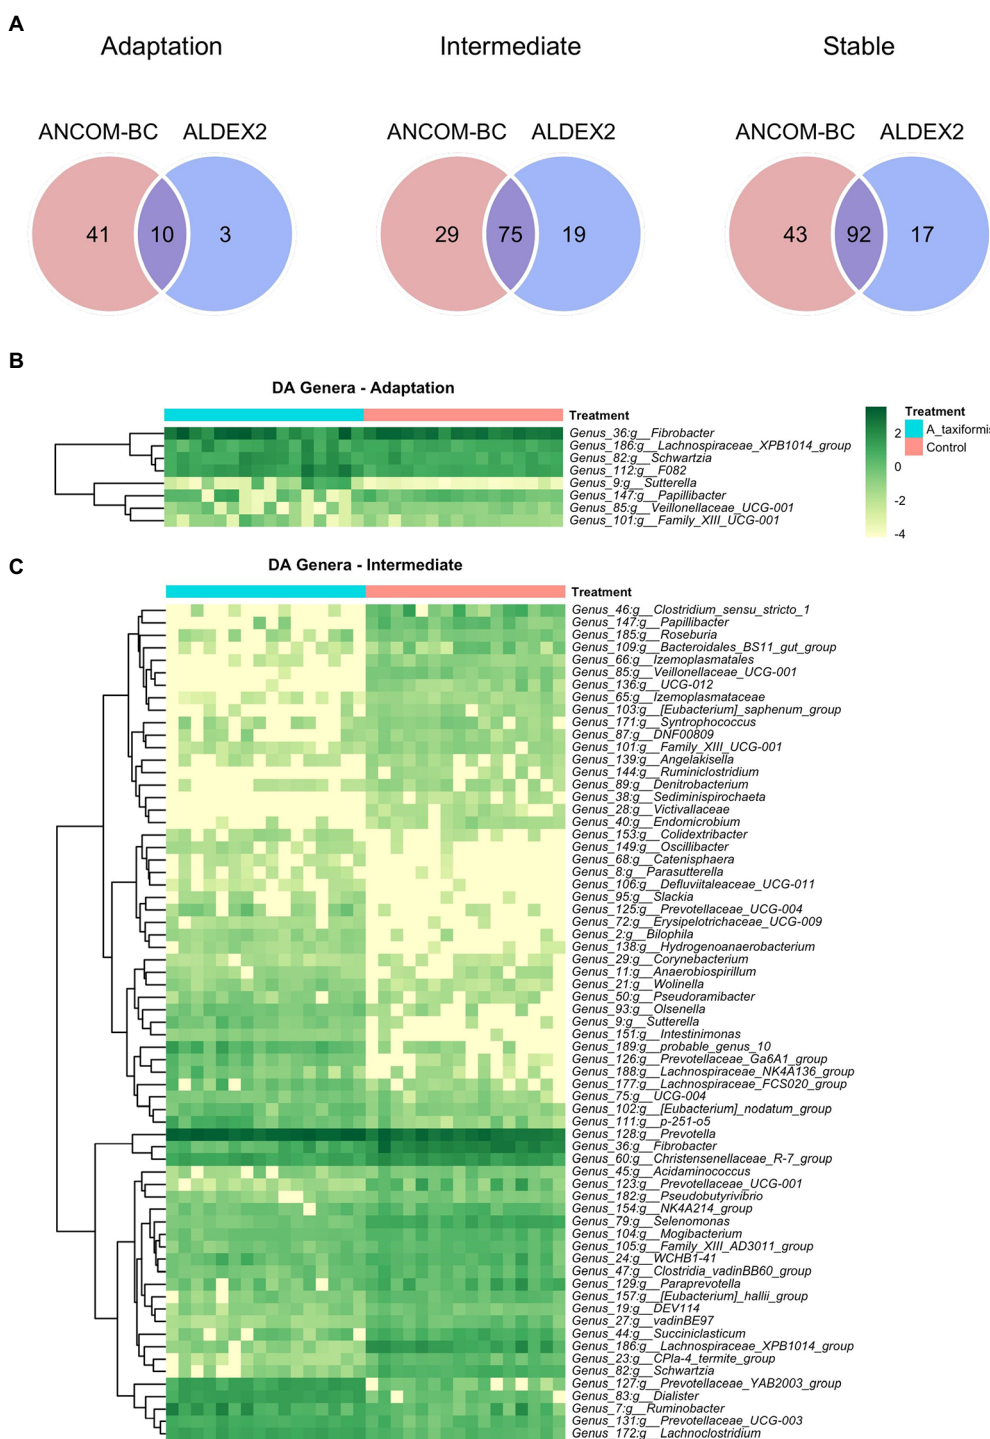 A
Adaptation
Intermediate
Stable
ANCOM-BC
ALDEX2
ANCOM-BC
ALDEX2
ANCOM-BC
ALDEX2
41
10
3
29
75
19
43
92
17
B
DA Genera - Adaptation
Treatment
Genus_36:g__Fibrobacter
Genus_186:g__Lachnospiraceae_XPB1014_group
Genus_82:g__Schwartzia
Genus_112:g__F082
Genus_9:g__Sutterella
Genus_147:g__Papillibacter
Genus_85:g__Veillonellaceae_UCG-001
Genus_101:g__Family_XIII_UCG-001
2
0
-2
-4
Treatment
A_taxiformis
Control
C
DA Genera - Intermediate
Treatment
Genus_46:g__Clostridium_sensu_stricto_1
Genus_147:g__Papillibacter
Genus_185:g__Roseburia
Genus_109:g__Bacteroidales_BS11_gut_group
Genus_66:g__Izemoplasmatales
Genus_85:g__Veillonellaceae_UCG-001
Genus_136:g__UCG-012
Genus_65:g__Izemoplasmataceae
Genus_103:g__[Eubacterium]_saphenum_group
Genus_171:g__Syntrophococcus
Genus_87:g__DNF00809
Genus_101:g__Family_XIII_UCG-001
Genus_139:g__Angelakisella
Genus_144:g__Ruminiclostridium
Genus_89:g__Denitrobacterium
Genus_38:g__Sediminispirochaeta
Genus_28:g__Victivallaceae
Genus_40:g__Endomicrobium
Genus_153:g__Colidextribacter
Genus_149:g__Oscillibacter
Genus_68:g__Catenisphaera
Genus_8:g__Parasutterella
Genus_106:g__Defluviitaleaceae_UCG-011
Genus_95:g__Slackia
Genus_125:g__Prevotellaceae_UCG-004
Genus_72:g__Erysipelotrichaceae_UCG-009
Genus_2:g__Bilophila
Genus_138:g__Hydrogenoanaerobacterium
Genus_29:g__Corynebacterium
Genus_11:g__Anaerobiospirillum
Genus_21:g__Wolinella
Genus_50:g__Pseudoramibacter
Genus_93:g__Olsenella
Genus_9:g__Sutterella
Genus_151:g__Intestinimonas
Genus_189:g__probable_genus_10
Genus_126:g__Prevotellaceae_Ga6A1_group
Genus_188:g__Lachnospiraceae_NK4A136_group
Genus_177:g__Lachnospiraceae_FCS020_group
Genus_75:g__UCG-004
Genus_102:g__[Eubacterium]_nodatum_group
Genus_111:g__p-251-o5
Genus_128:g__Prevotella
Genus_36:g__Fibrobacter
Genus_60:g__Christensenellaceae_R-7_group
Genus_45:g__Acidaminococcus
Genus_123:g__Prevotellaceae_UCG-001
Genus_182:g__Pseudobutyrivibrio
Genus_154:g__NK4A214_group
Genus_79:g__Selenomonas
Genus_104:g__Mogibacterium
Genus_105:g__Family_XIII_AD3011_group
Genus_24:g__WCHB1-41
Genus_47:g__Clostridia_vadinBB60_group
Genus_129:g__Paraprevotella
Genus_157:g__[Eubacterium]_hallii_group
Genus_19:g__DEV114
Genus_27:g__vadinBE97
Genus_44:g__Succiniclasticum
Genus_186:g__Lachnospiraceae_XPB1014_group
Genus_23:g__CPla-4_termite_group
Genus_82:g__Schwartzia
Genus_127:g__Prevotellaceae_YAB2003_group
Genus_83:g__Dialister
Genus_7:g__Ruminobacter
Genus_131:g__Prevotellaceae_UCG-003
Genus_172:g__Lachnoclostridium